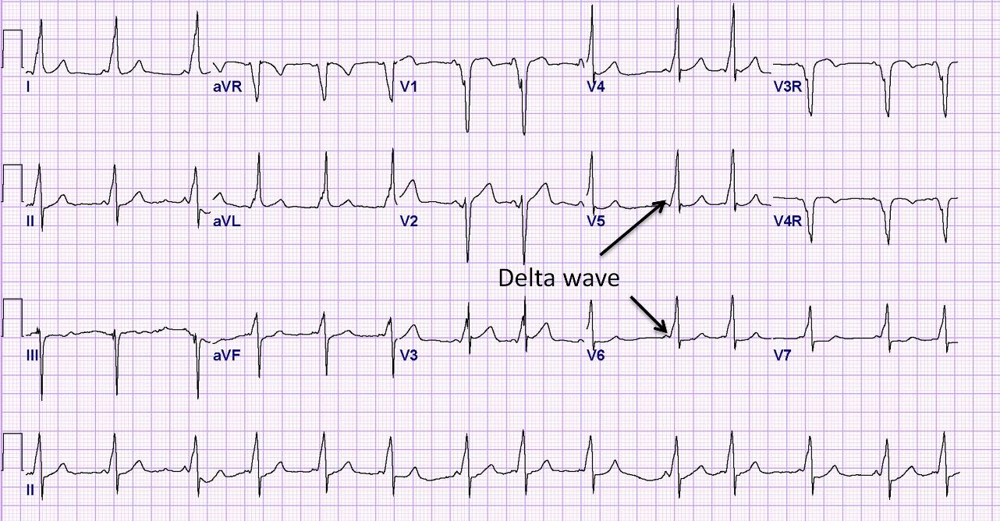 I aVR V1 V4 V3R
II aVL V2 V5 V4R
Delta wave
III aVF V3 V6 V7
II